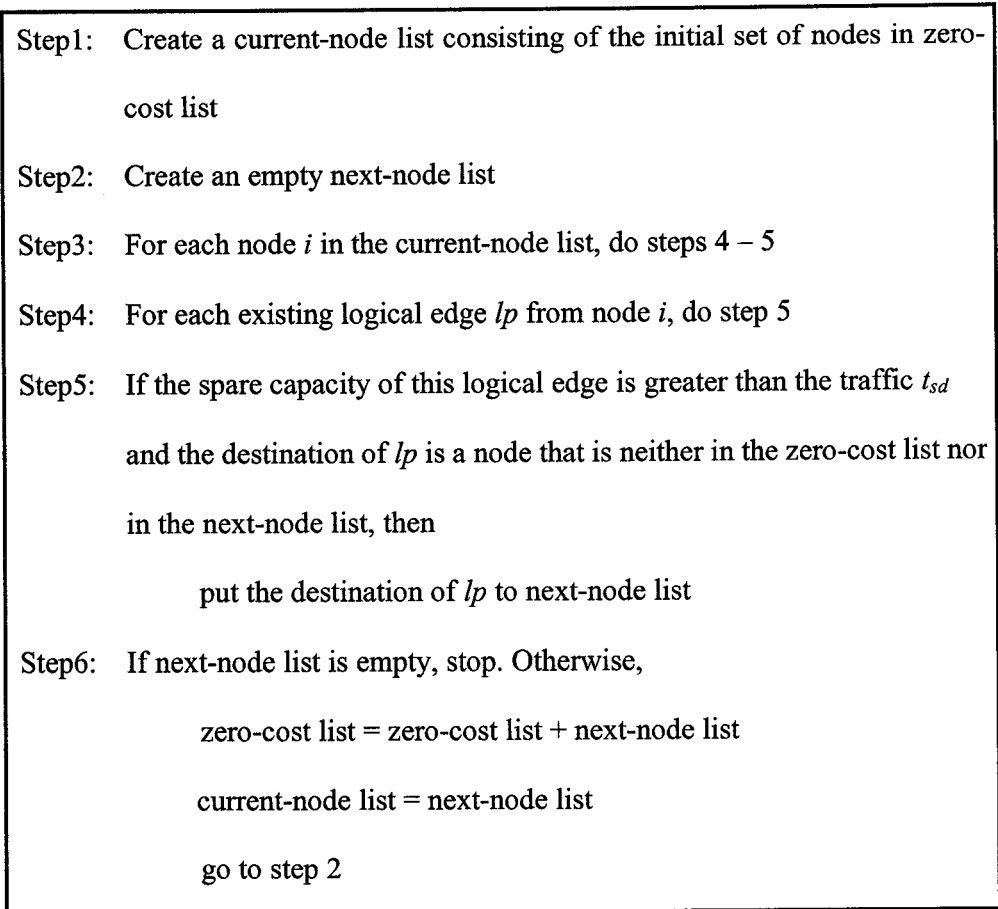 Step1: Create a current-node list consisting of the initial set of nodes in zero-
cost list
Step2: Create an empty next-node list
Step3: For each node i in the current-node list, do steps 4 – 5
Step4: For each existing logical edge lp from node i, do step 5
Step5: If the spare capacity of this logical edge is greater than the traffic tsd
and the destination of lp is a node that is neither in the zero-cost list nor
in the next-node list, then
put the destination of lp to next-node list
Step6: If next-node list is empty, stop. Otherwise,
zero-cost list = zero-cost list + next-node list
current-node list = next-node list
go to step 2